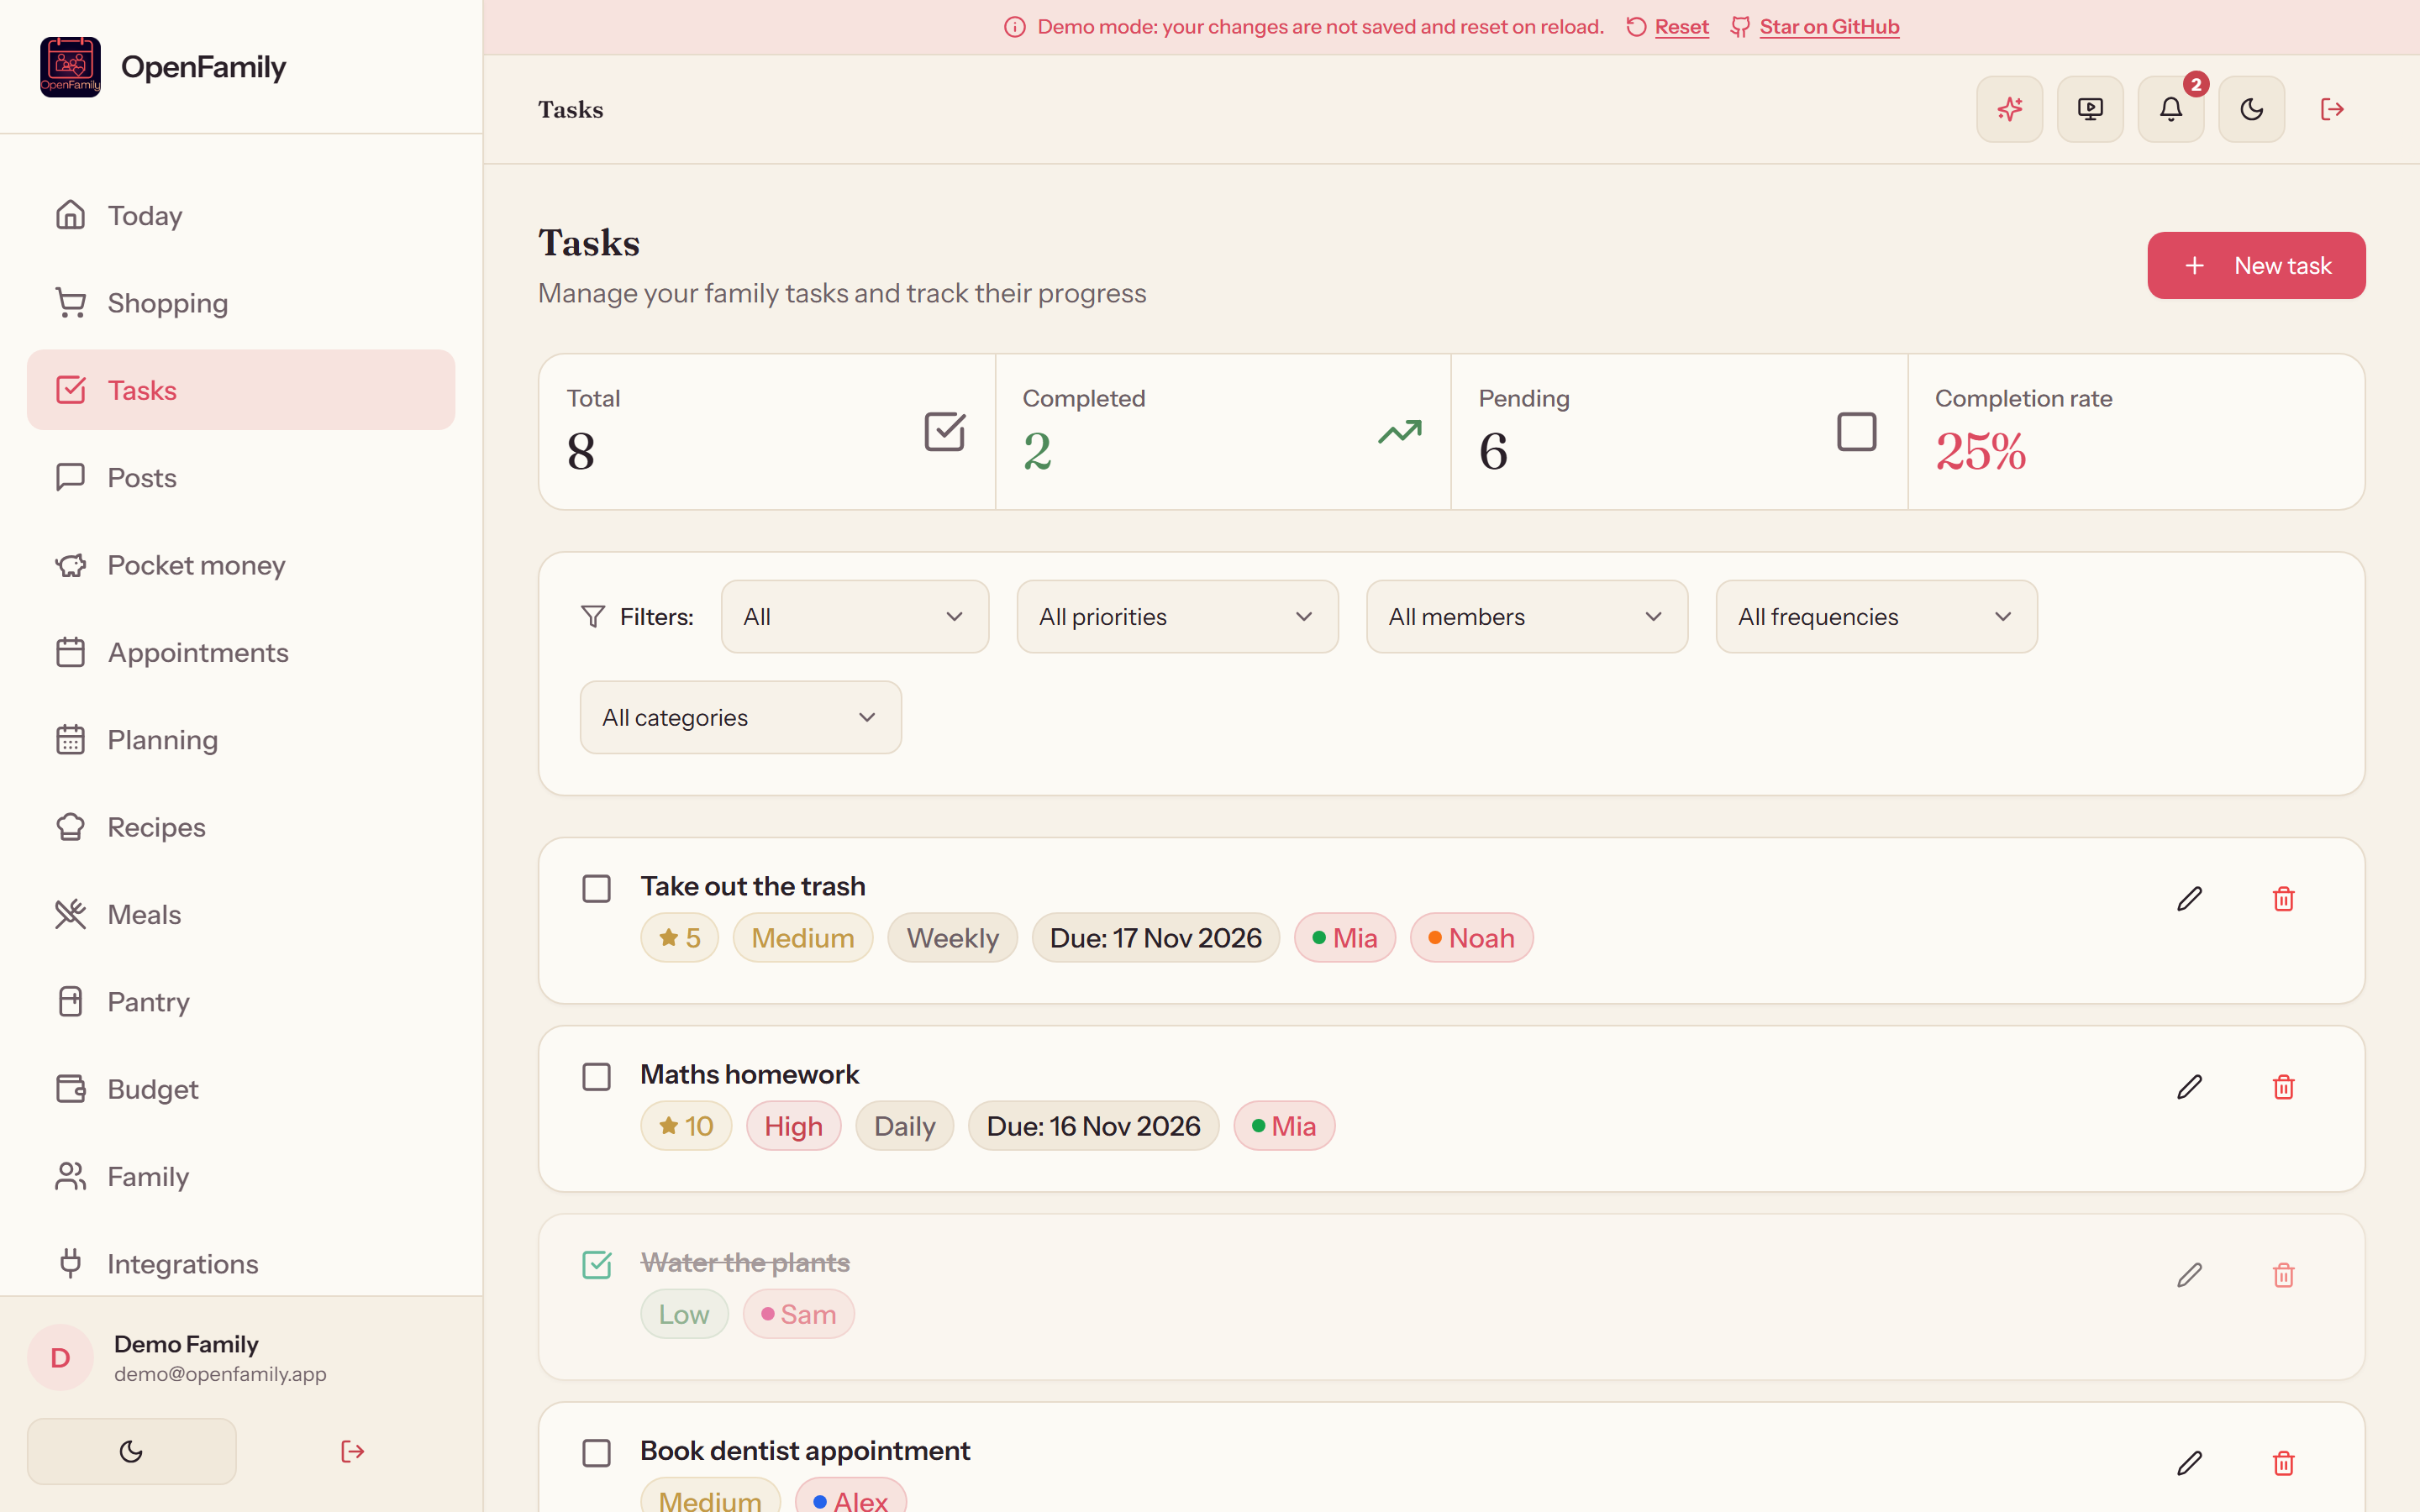 OpenFamily
OpenFamily
Today
Shopping
Tasks
Posts
Pocket money
Appointments
Planning
Recipes
Meals
Pantry
Budget
Family
Integrations
D
Demo Family
demo@openfamily.app
Demo mode: your changes are not saved and reset on reload. Reset Star on GitHub
Tasks
2
Tasks
Manage your family tasks and track their progress
New task
Total
8
Completed
2
Pending
6
Completion rate
25%
Filters: All All priorities All members All frequencies
All categories
Take out the trash
5 Medium Weekly Due: 17 Nov 2026 Mia Noah
Maths homework
10 High Daily Due: 16 Nov 2026 Mia
Water the plants
Low Sam
Book dentist appointment
Medium Alex